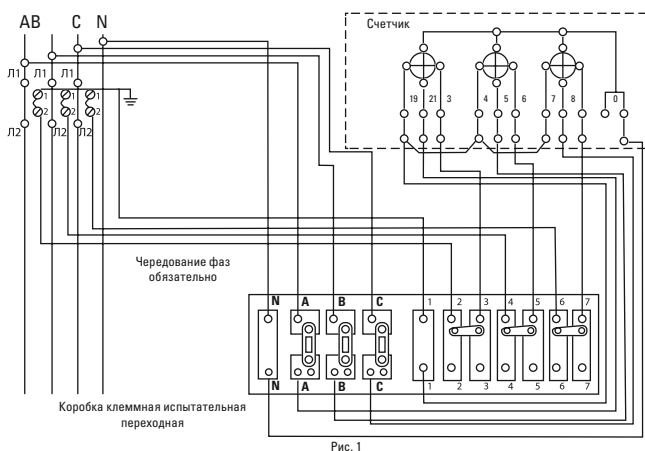 АВ С N
Счетчик
Л1 Л1 Л1
1 1 1
2 2 2
Л2 Л2 Л2
19 21 3 4 5 6 7 8 0
Чередование фаз
обязательно
N A B C 1 2 3 4 5 6 7
N A B C 1 2 3 4 5 6 7
Коробка клеммная испытательная
переходная
Рис. 1